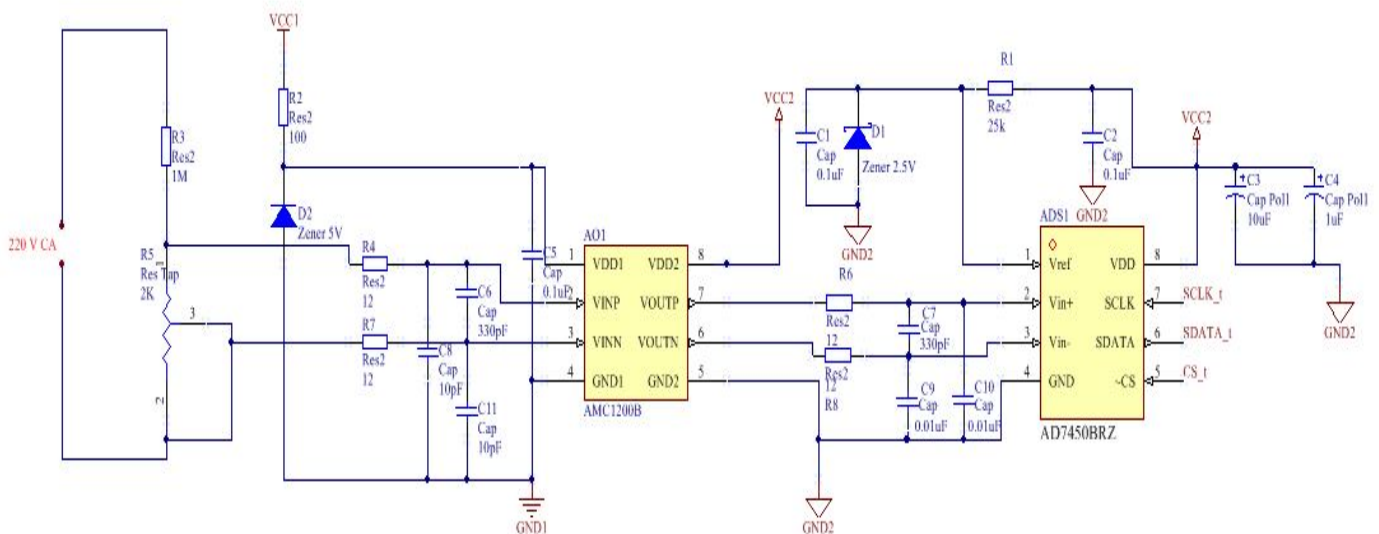 VCC1
R1
VCC2
R2
Res2
100
R3
Res2
1M
C1
Cap
0.1uF
D1
Zener 2.5V
Res2
25k
C2
Cap
0.1uF
VCC2
C3
Cap Pol1
10uF
C4
Cap Pol1
1uF
D2
Zener 5V
220 V CA
R5
Res Tap
2K
1
3
2
R4
Res2
12
R7
Res2
12
C5
Cap
0.1uF
C6
Cap
330pF
C8
Cap
10pF
C11
Cap
10pF
AO1
1 VDD1 VDD2 8
2 VINP VOUTP 7
3 VINN VOUTN 6
4 GND1 GND2 5
AMC1200B
GND2
GND2
R6
Res2
12
Res2
12
R8
C7
Cap
330pF
C9
Cap
0.01uF
C10
Cap
0.01uF
ADS1
1 Vref VDD 8
2 Vin+ SCLK 7 SCLK_t
3 Vin- SDATA 6 SDATA_t
4 GND ~CS 5 CS_t
AD7450BRZ
GND2
GND1
GND2